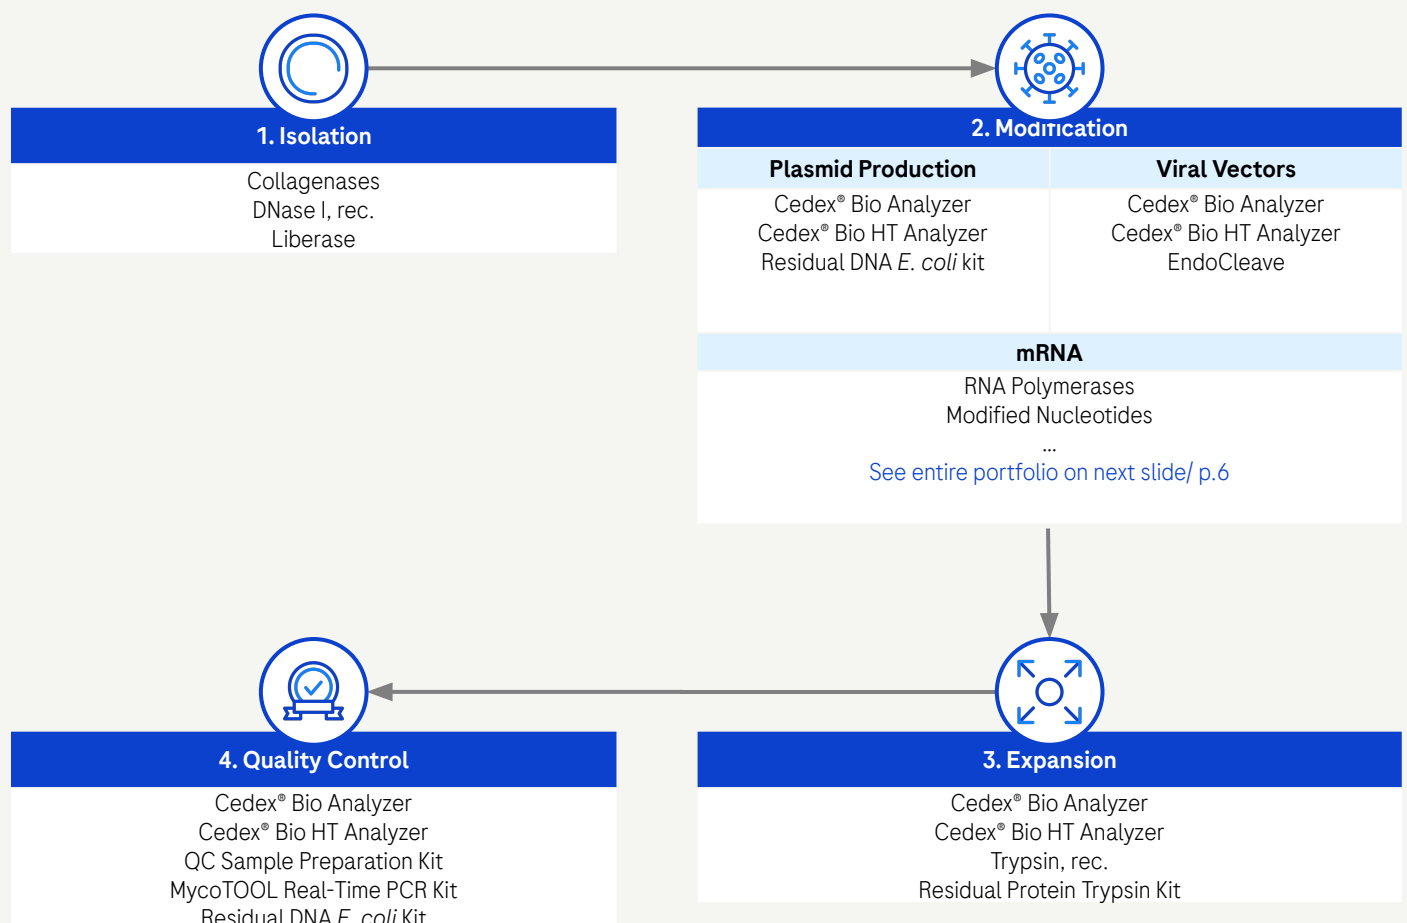 1. Isolation
Collagenases
DNase I, rec.
Liberase
2. Modification
Plasmid Production
Cedex® Bio Analyzer
Cedex® Bio HT Analyzer
Residual DNA E. coli kit
Viral Vectors
Cedex® Bio Analyzer
Cedex® Bio HT Analyzer
EndoCleave
mRNA
RNA Polymerases
Modified Nucleotides
...
See entire portfolio on next slide/ p.6
3. Expansion
Cedex® Bio Analyzer
Cedex® Bio HT Analyzer
Trypsin, rec.
Residual Protein Trypsin Kit
4. Quality Control
Cedex® Bio Analyzer
Cedex® Bio HT Analyzer
QC Sample Preparation Kit
MycoTOOL Real-Time PCR Kit
Residual DNA E. coli Kit